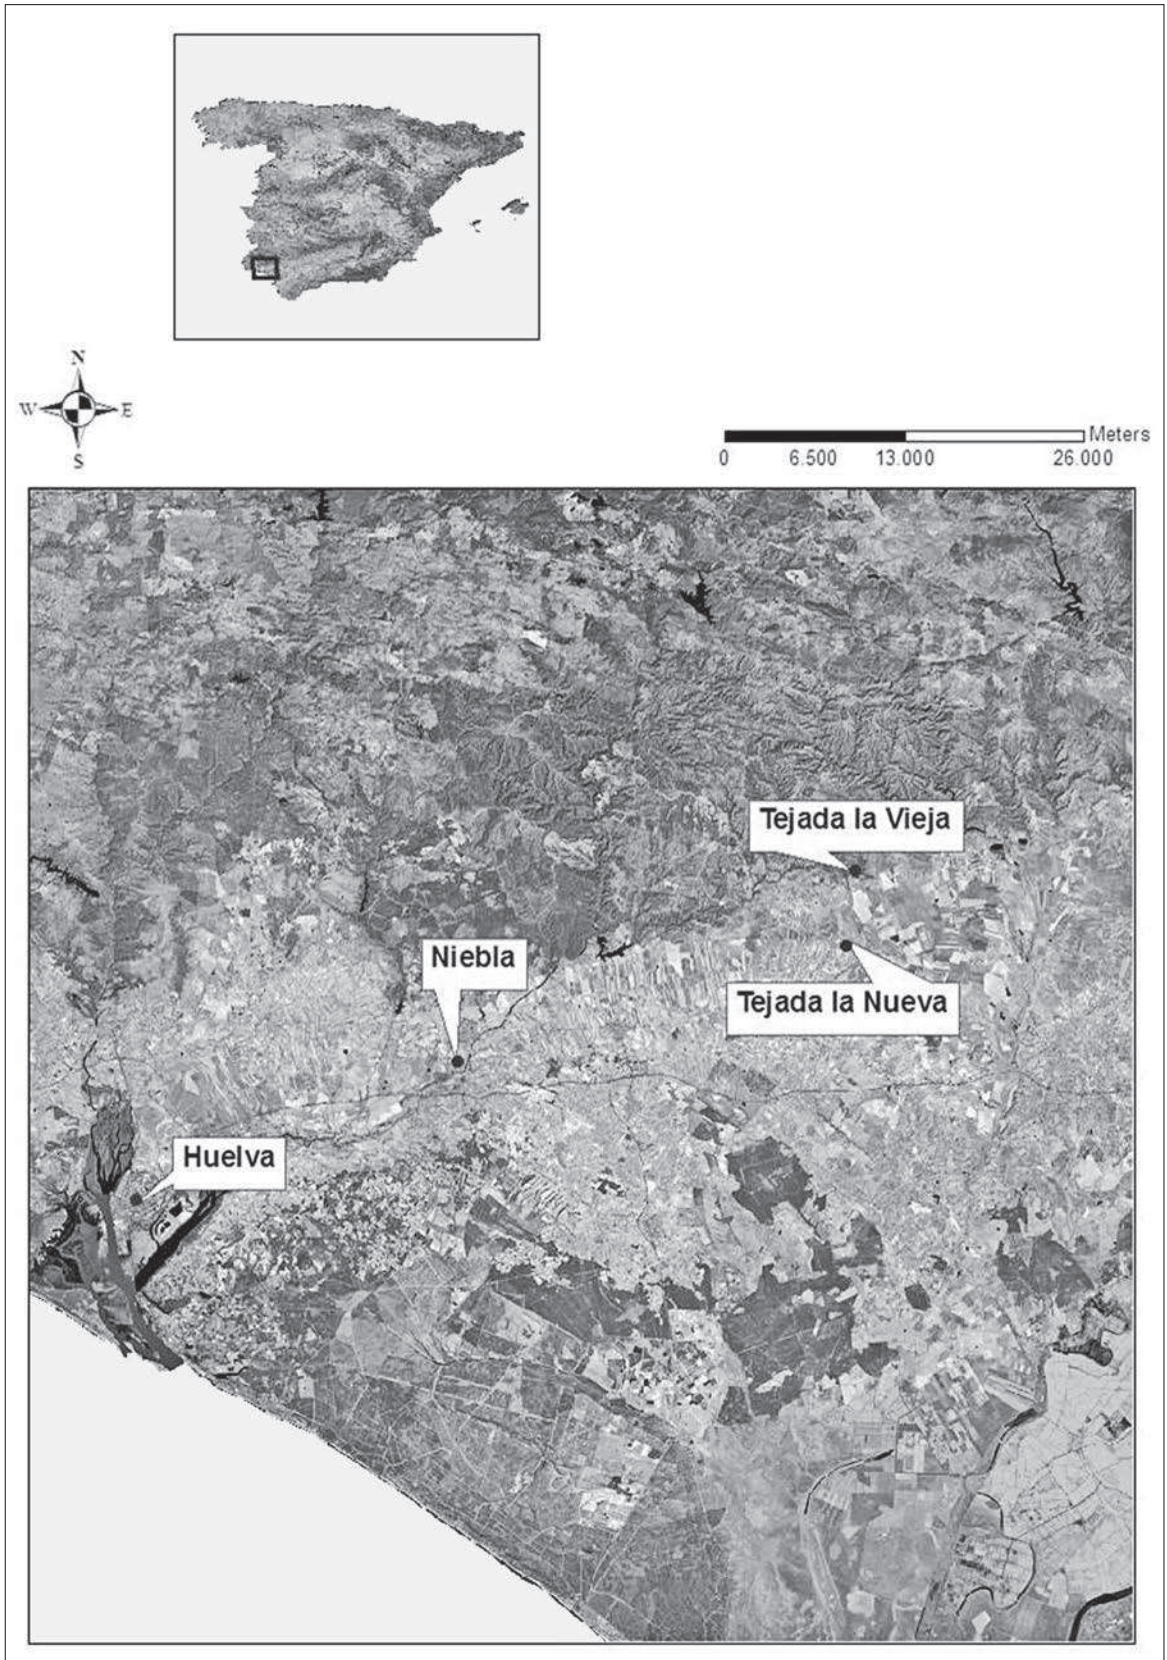 N
W E
S
Meters
0 6.500 13.000 26.000
Tejada la Vieja
Niebla
Tejada la Nueva
Huelva